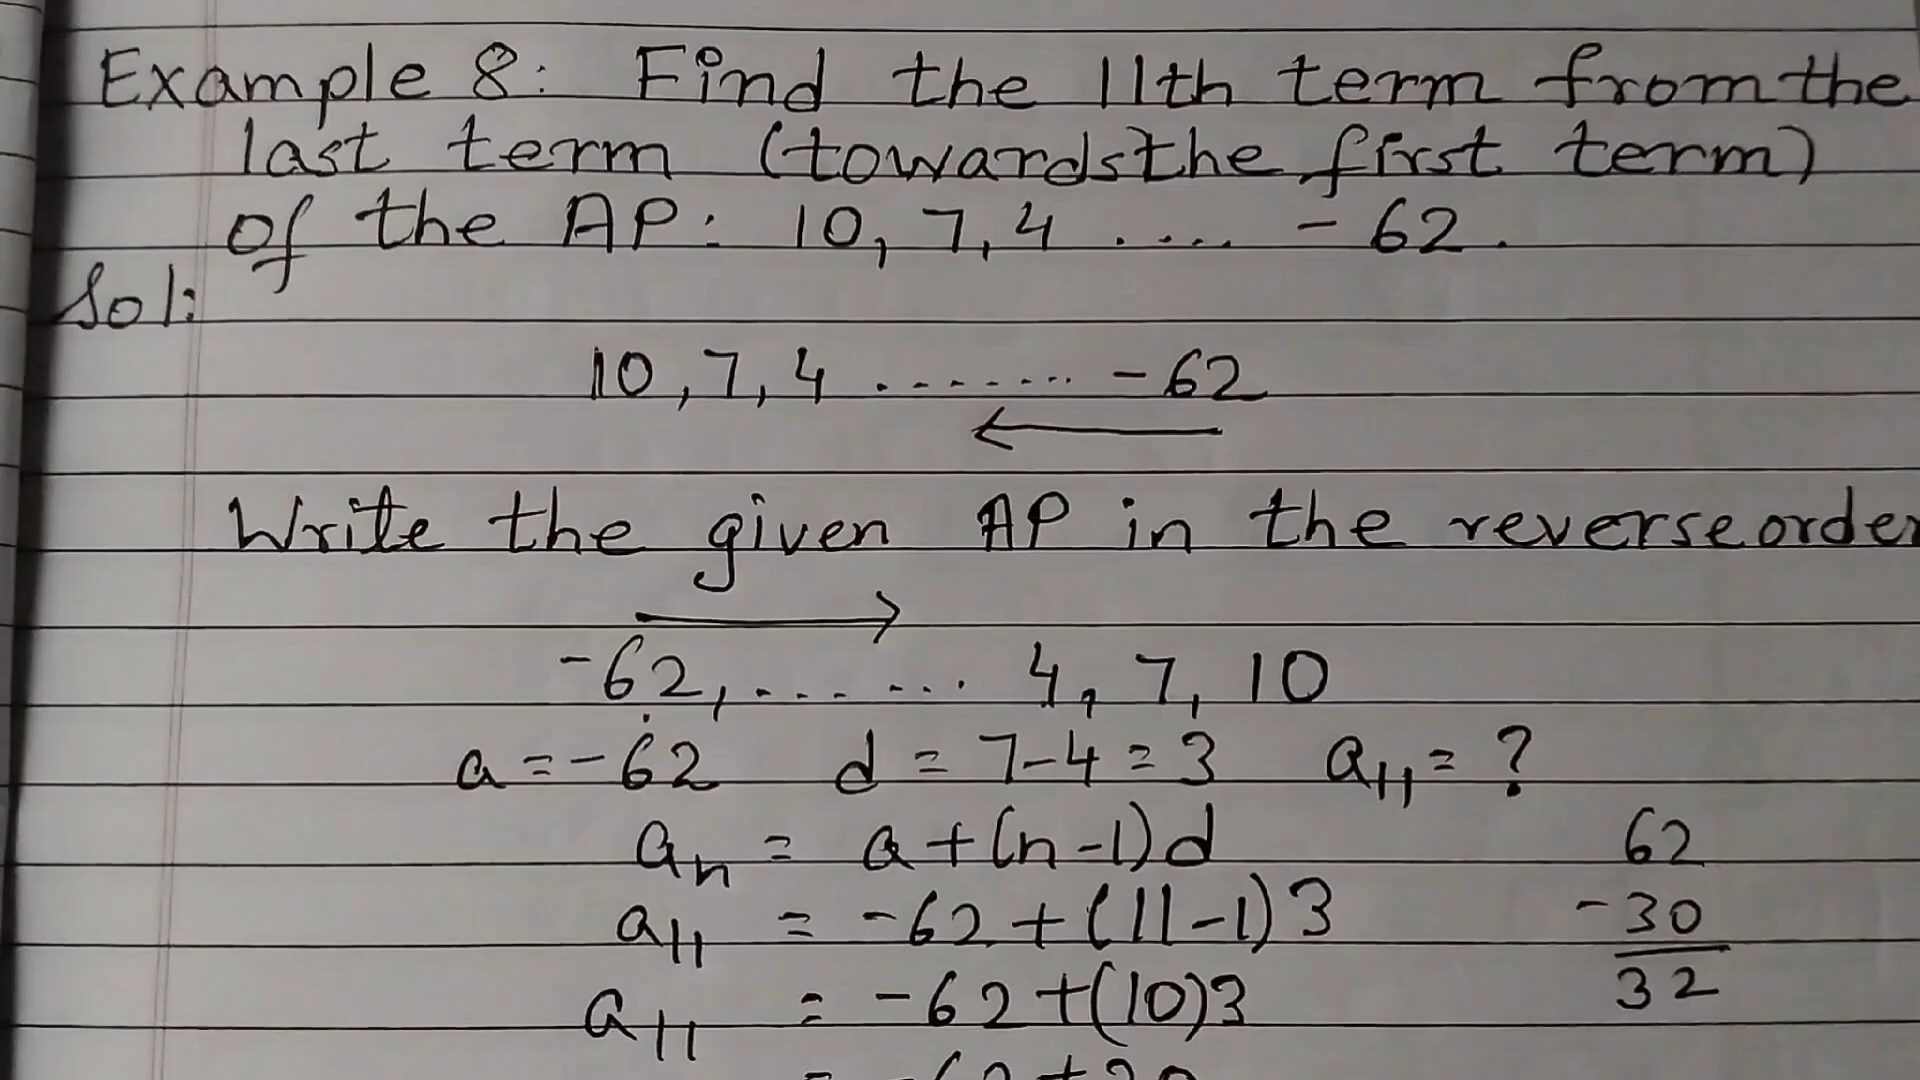 Example 8: Find the 11th term from the
last term (towards the first term)
of the AP: 10, 7, 4 .... -62.
Sol:
10, 7, 4 ........ -62
←
Write the given AP in the reverse order
→
-62, ....... 4, 7, 10
a = -62 d = 7-4 = 3 a₁₁ = ?
aₙ = a + (n-1)d 62
a₁₁ = -62 + (11-1)3 -30
a₁₁ = -62 + (10)3 32